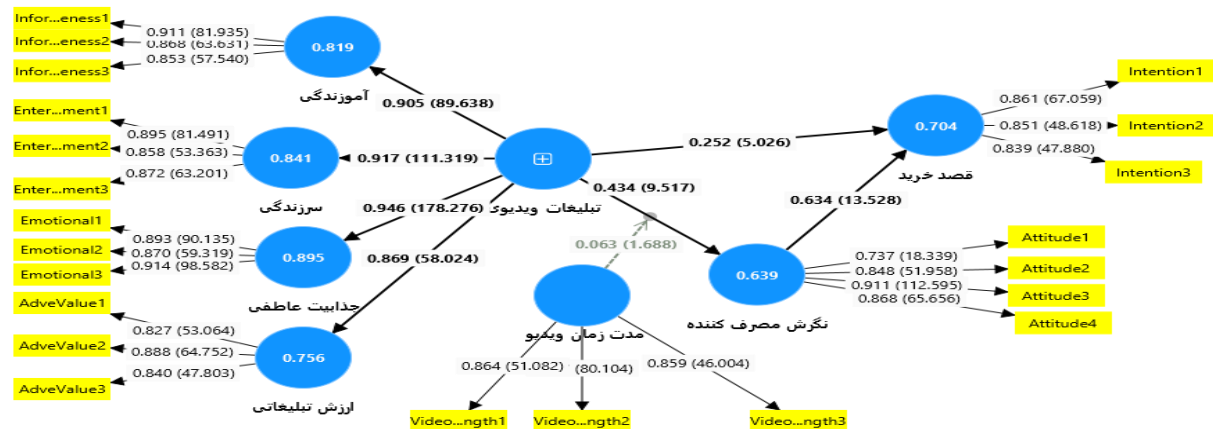 Infor...eness1
Infor...eness2
Infor...eness3
0.911 (81.935)
0.868 (63.631)
0.853 (57.540)
0.819
آموزندگی
0.905 (89.638)
Enter...ment1
Enter...ment2
Enter...ment3
0.895 (81.491)
0.858 (53.363)
0.872 (63.201)
0.841
سرزندگی
0.917 (111.319)
Emotional1
Emotional2
Emotional3
0.893 (90.135)
0.870 (59.319)
0.914 (98.582)
0.895
جذابیت عاطفی
0.946 (178.276)
AdveValue1
AdveValue2
AdveValue3
0.827 (53.064)
0.888 (64.752)
0.840 (47.803)
0.756
ارزش تبلیغاتی
0.869 (58.024)
تبلیغات ویدیوی
0.252 (5.026)
0.434 (9.517)
0.063 (1.688)
مدت زمان ویدیو
0.864 (51.082)
(80.104)
0.859 (46.004)
Video...ngth1
Video...ngth2
Video...ngth3
0.639
نگرش مصرف کننده
0.737 (18.339)
0.848 (51.958)
0.911 (112.595)
0.868 (65.656)
Attitude1
Attitude2
Attitude3
Attitude4
0.634 (13.528)
0.704
قصد خرید
0.861 (67.059)
0.851 (48.618)
0.839 (47.880)
Intention1
Intention2
Intention3